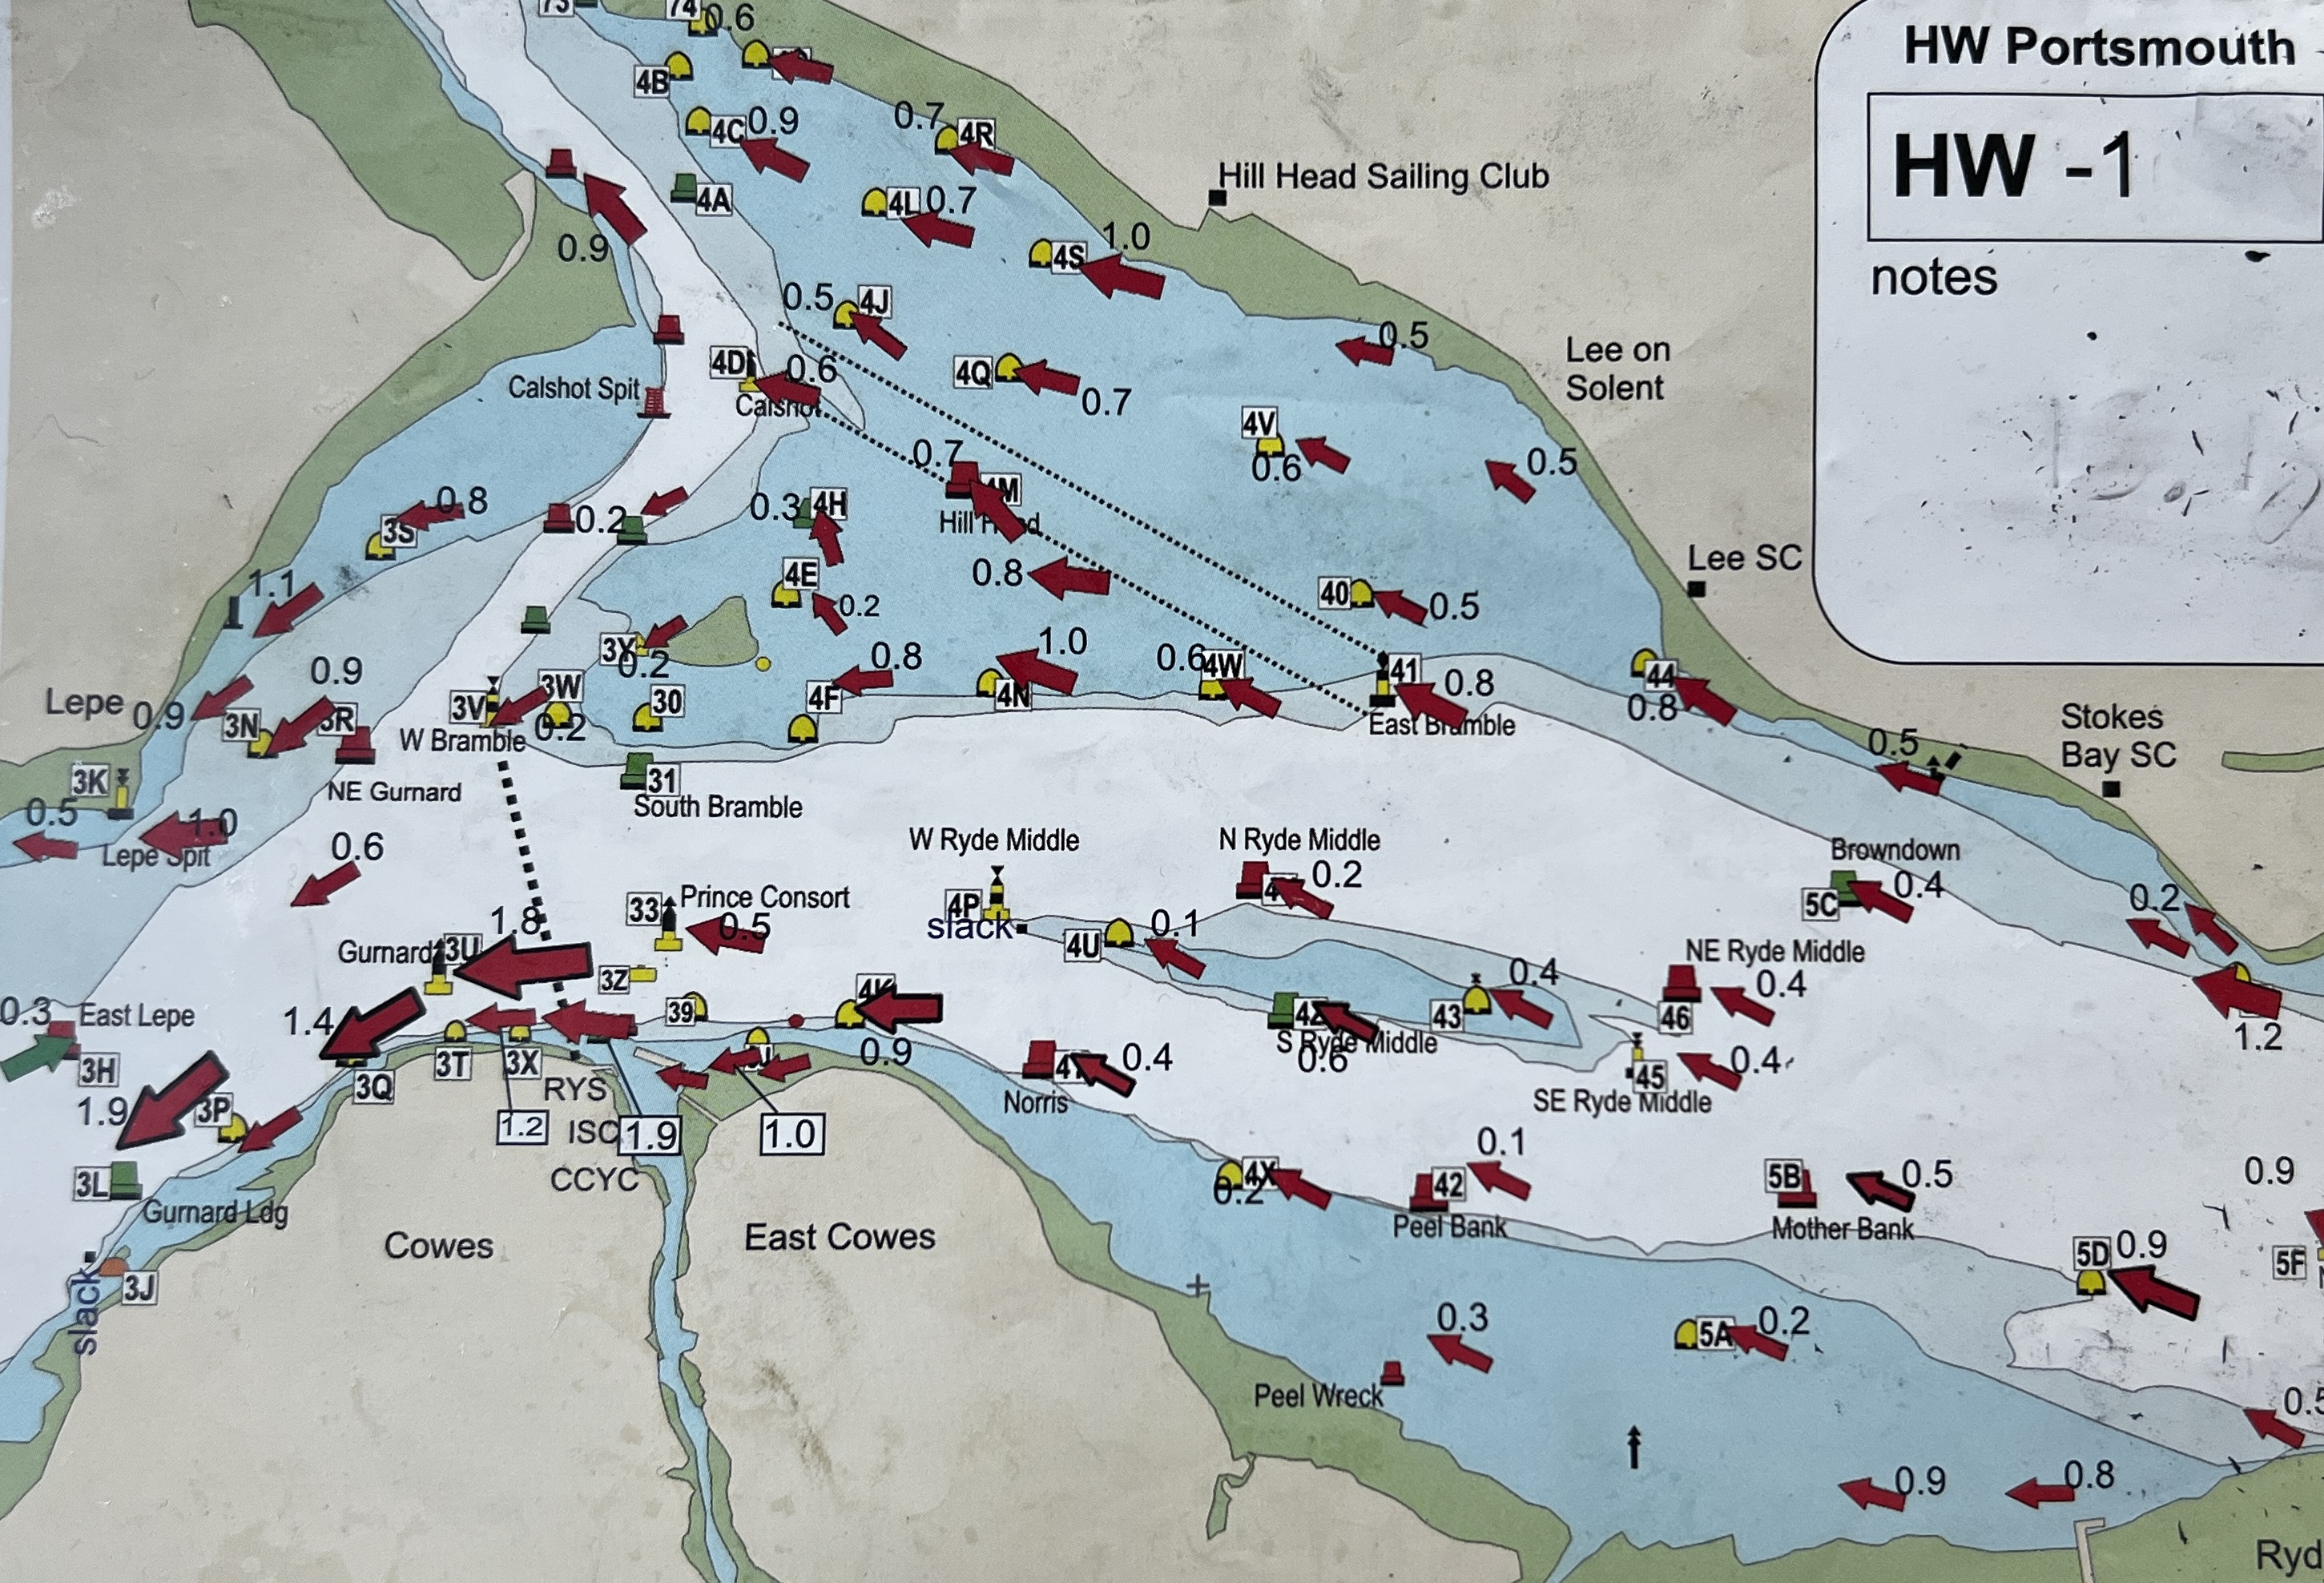 73
74
0.6
4B
4C
0.9
0.7
4R
4A
4L
0.7
0.9
4S
1.0
Hill Head Sailing Club
HW Portsmouth
HW -1
notes
0.5
4J
4D
0.6
Calshot Spit
Calshot
4Q
0.7
0.5
Lee on
Solent
4V
0.6
0.5
0.7
4M
Hill Head
0.3
4H
0.8
3S
0.2
1.1
4E
0.2
0.8
40
0.5
Lee SC
3Y
0.2
0.8
1.0
0.6
4W
41
0.8
East Bramble
44
0.8
Lepe
0.9
0.9
3N
3R
3V
3W
0.2
W Bramble
30
4F
4N
NE Gurnard
31
South Bramble
3K
0.5
1.0
Lepe Spit
0.6
Stokes
Bay SC
0.5
W Ryde Middle
N Ryde Middle
0.2
Browndown
5C
0.4
0.2
33
Prince Consort
0.5
4P
slack
4U
0.1
1.8
Gurnard
3U
3Z
NE Ryde Middle
0.4
46
0.4
43
0.3
East Lepe
3H
1.4
39
4K
0.9
S Ryde Middle
0.6
0.4
45
SE Ryde Middle
1.2
3T
3X
3Q
RYS
ISC
CCYC
1.2
1.9
1.0
0.4
Norris
1.9
3P
3L
Gurnard Ldg
slack
3J
Cowes
East Cowes
4X
0.2
0.1
42
Peel Bank
5B
0.5
Mother Bank
0.9
5D
0.9
5F
0.3
Peel Wreck
5A
0.2
0.9
0.8